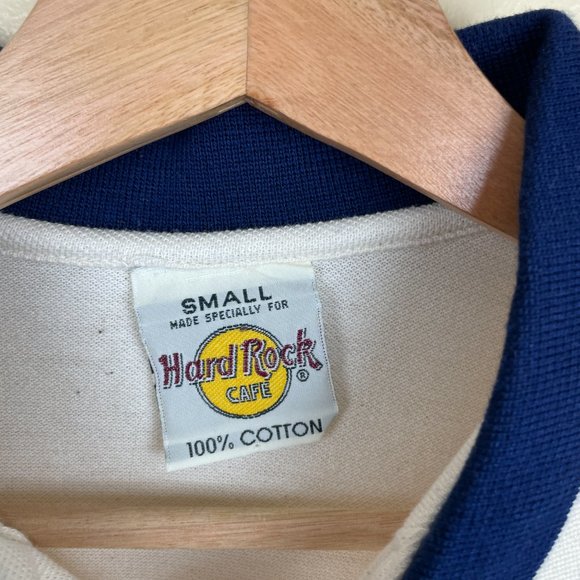 SMALL
MADE SPECIALLY FOR
Hard Rock
CAFE ®
100% COTTON